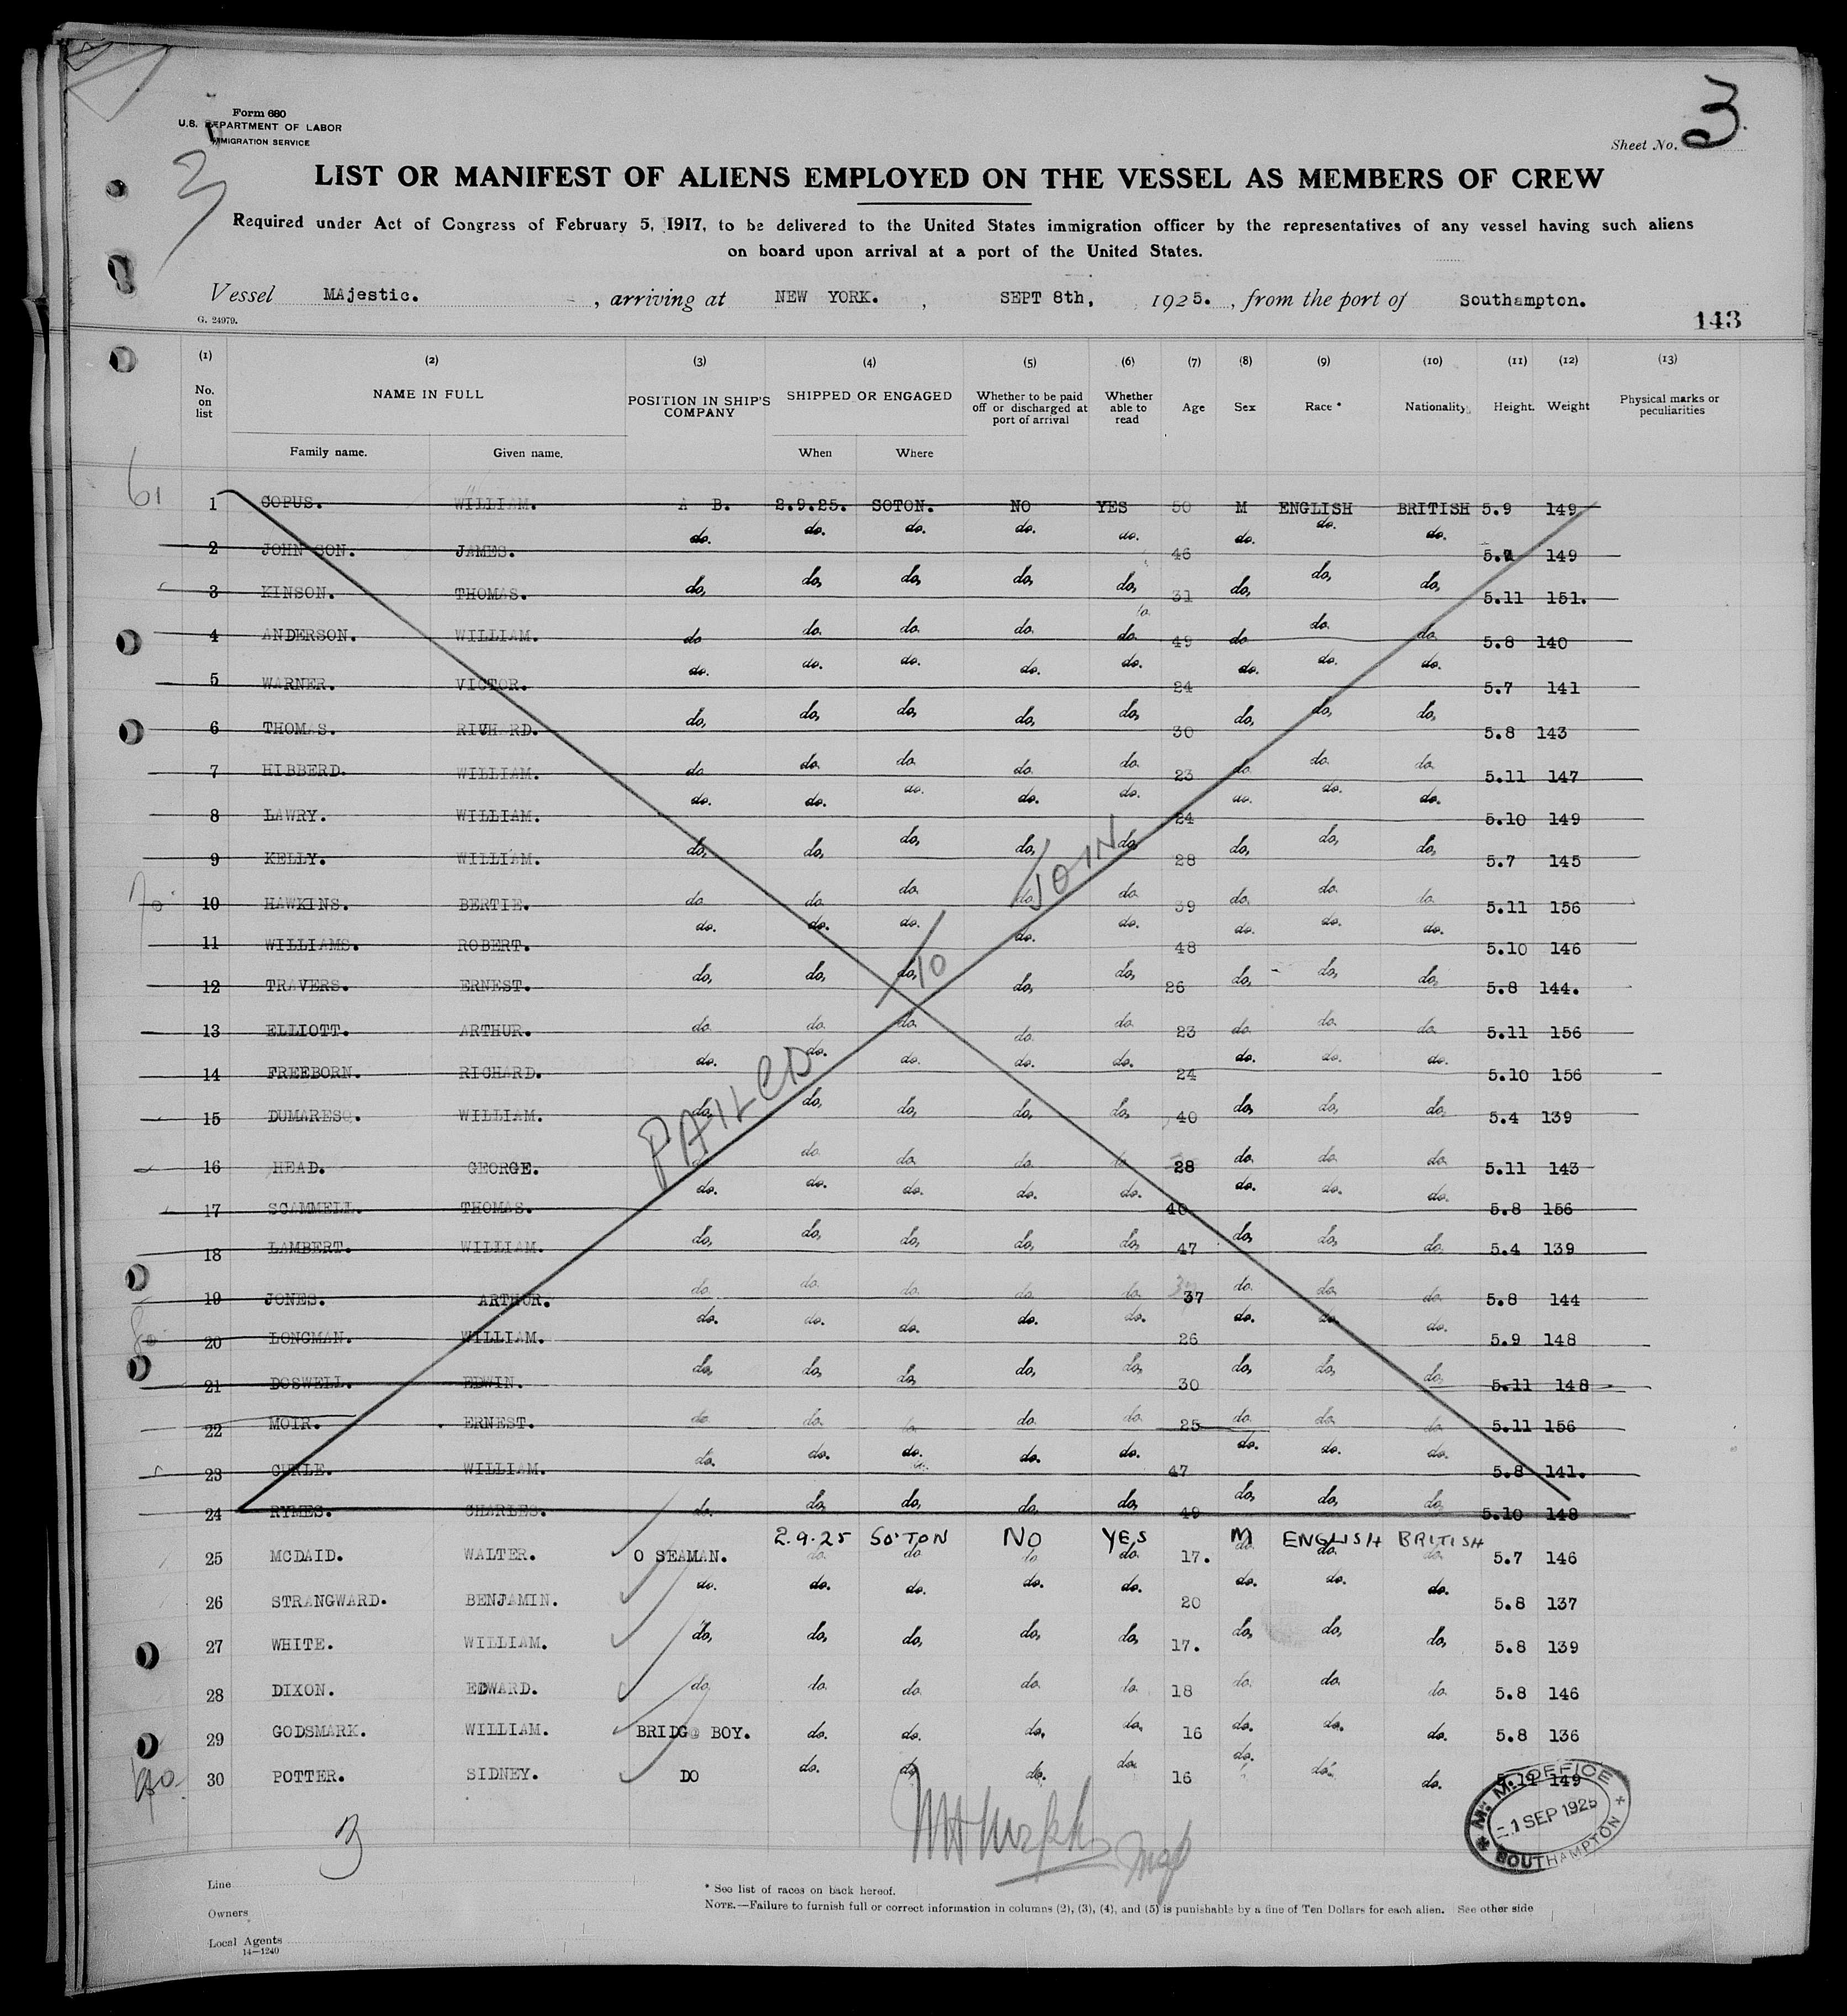 Form 680
U.S. DEPARTMENT OF LABOR
IMMIGRATION SERVICE
3
Sheet No. 3
LIST OR MANIFEST OF ALIENS EMPLOYED ON THE VESSEL AS MEMBERS OF CREW
Required under Act of Congress of February 5, 1917, to be delivered to the United States immigration officer by the representatives of any vessel having such aliens
on board upon arrival at a port of the United States.
Vessel MAjestic. , arriving at NEW YORK. , SEPT 8th, 1925. , from the port of Southampton.
G. 24979.
143
(1) (2) (3) (4) (5) (6) (7) (8) (9) (10) (11) (12) (13)
No. on list NAME IN FULL POSITION IN SHIP'S COMPANY SHIPPED OR ENGAGED Whether to be paid off or discharged at port of arrival Whether able to read Age Sex Race * Nationality Height. Weight Physical marks or peculiarities
Family name. Given name. When Where
61
1 COPUS. WILLIAM. A B. 2.9.25. SOTON. NO YES 50 M ENGLISH BRITISH 5.9 149
2 JOHNSON. JAMES. do. do. do. do. do. 46 do. do. do. 149
3 KINSON. THOMAS. do, do, do, do, do, 31 do, do, do, 5.11 151.
4 ANDERSON. WILLIAM. do do. do. do. do. 49 do do. do. 5.8 140
5 WARNER. VICTOR. do. do. do. do. do. 24 do. do. do. 5.7 141
6 THOMAS. RICHARD. do, do, do, do, do, 30 do, do, do, 5.8 143
7 HIBBERD. WILLIAM. do do. do. do. do. 23 do. do. do. 5.11 147
8 LAWRY. WILLIAM. do. do. do. do. do. 24 do. do. do. 5.10 149
9 KELLY. WILLIAM. do, do, do, do, do, 28 do, do, do, 5.7 145
10 HAWKINS. BERTIE. do do. do. do. do. 39 do. do. do. 5.11 156
11 WILLIAMS. ROBERT. do. do. do. do. do. 48 do. do. do. 5.10 146
12 TRAVERS. ERNEST. do, do, do, do, do, 26 do, do, do, 5.8 144.
13 ELLIOTT. ARTHUR. do. do. do. do. do. 23 do. do. do. 5.11 156
14 FREEBORN. RICHARD. do. do. do. do. do. 24 do. do. do. 5.10 156
15 DUMARESQ. WILLIAM. do, do, do, do, do, 40 do, do, do, 5.4 139
16 HEAD. GEORGE. do. do. do. do. do. 28 do. do. do. 5.11 143
17 SCAMMELL. THOMAS. do. do. do. do. do. 40 do. do. do. 5.8 156
18 LAMBERT. WILLIAM. do, do, do, do, do, 47 do, do, do. 5.4 139
19 JONES. ARTHUR. do. do. do. do. do. 37 do. do. do. 5.8 144
20 LONGMAN. WILLIAM. do. do. do. do. do. 26 do. do. do. 5.9 148
21 DOSWELL. EDWIN. do, do, do, do, do, 30 do, do, do, 5.11 148
22 MOIR. ERNEST. do. do. do. do. do. 25 do. do. do. 5.11 156
23 CURLE. WILLIAM. do. do. do. do. do. 47 do. do. do. 5.8 141.
24 RYMES. CHARLES. do. do, do, do, do, 49 do, do, do, 5.10 148
FAILED TO JOIN
2.9.25 SO'TON NO YES M ENGLISH BRITISH
25 MCDAID. WALTER. O SEAMAN. do. do. do. do. 17. do. do. do. 5.7 146
26 STRANGWARD. BENJAMIN. do. do. do. do. do. 20 do. do. do. 5.8 137
27 WHITE. WILLIAM. do, do, do, do, do, 17. do, do, do, 5.8 139
28 DIXON. EDWARD. do. do. do. do. do. 18 do. do. do. 5.8 146
29 GODSMARK. WILLIAM. BRIDGe BOY. do. do. do. do. 16 do. do. do. 5.8 136
30 POTTER. SIDNEY. DO do. do. do. do. 16 do. do. do. 149
M. M. OFFICE
1 SEP 1925
SOUTHAMPTON
3
Line
Owners
Local Agents
14—1240
* See list of races on back hereof.
NOTE.—Failure to furnish full or correct information in columns (2), (3), (4), and (5) is punishable by a fine of Ten Dollars for each alien. See other side